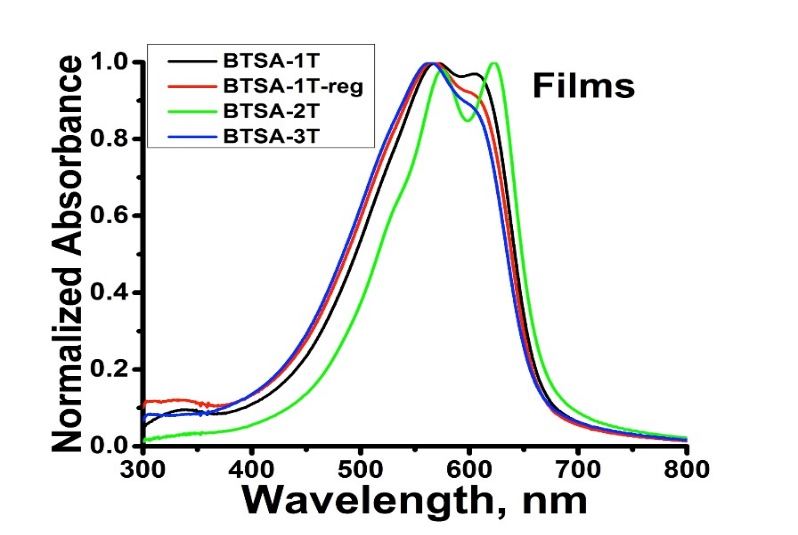 BTSA-1T
BTSA-1T-reg
BTSA-2T
BTSA-3T
Films
Normalized Absorbance
1.0
0.8
0.6
0.4
0.2
0.0
300 400 500 600 700 800
Wavelength, nm